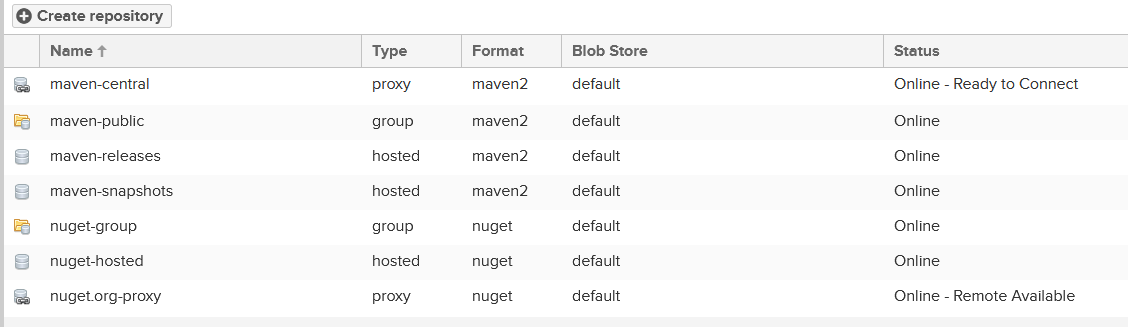 Create repository
Name Type Format Blob Store Status
maven-central proxy maven2 default Online - Ready to Connect
maven-public group maven2 default Online
maven-releases hosted maven2 default Online
maven-snapshots hosted maven2 default Online
nuget-group group nuget default Online
nuget-hosted hosted nuget default Online
nuget.org-proxy proxy nuget default Online - Remote Available